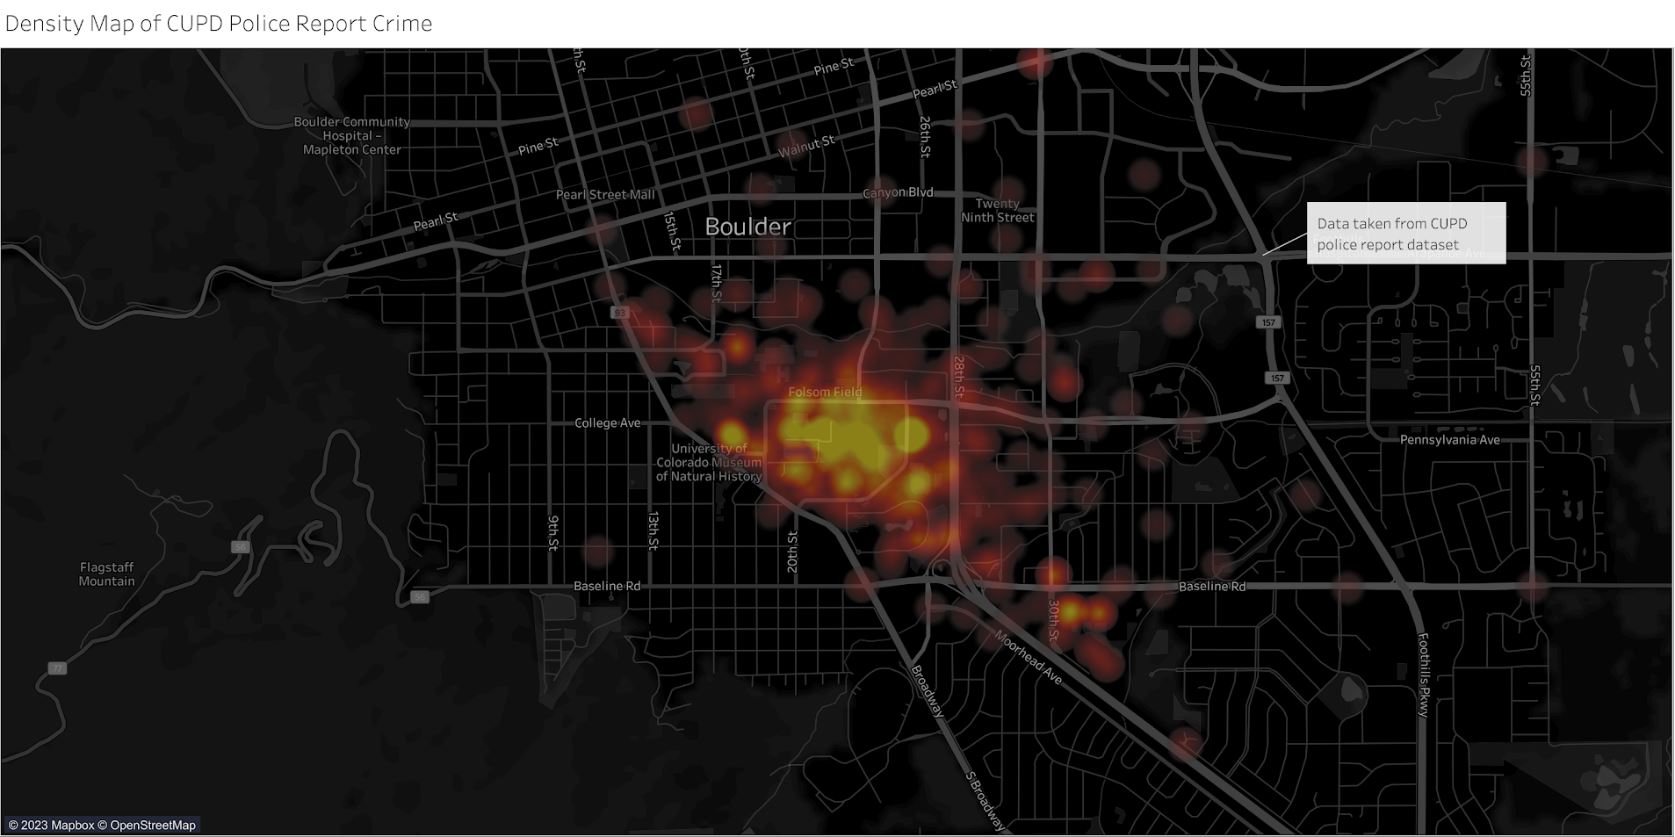 Density Map of CUPD Police Report Crime
Pine St
Pearl St
55th St
Boulder Community
Hospital -
Mapleton Center
26th St
Pine St
Walnut St
Pearl Street Mall
Canyon Blvd
Twenty
Ninth Street
Pearl St
15th St
Boulder
Data taken from CUPD
police report dataset
17th St
93
157
28th St
157
Folsom Field
55th St
College Ave
Pennsylvania Ave
University of
Colorado Museum
of Natural History
9th St
13th St
20th St
56
Flagstaff
Mountain
Baseline Rd
Baseline Rd
56
30th St
Moorhead Ave
77
Broadway
Foothills Pkwy
S Broadway
© 2023 Mapbox © OpenStreetMap